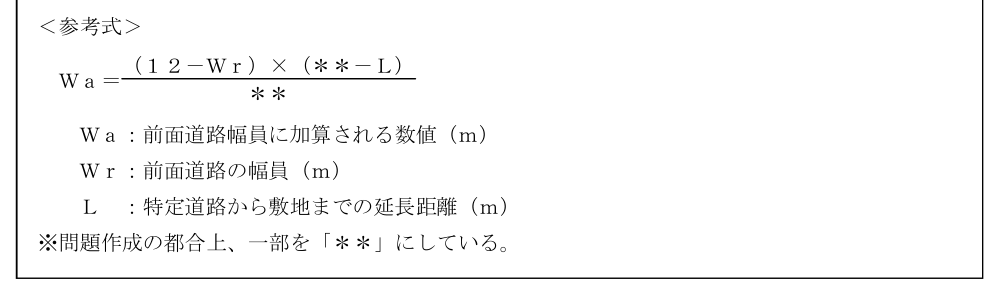 ＜参考式＞
Ｗａ＝（１２－Ｗｒ）×（＊＊－Ｌ）
＊＊
Ｗａ：前面道路幅員に加算される数値（ｍ）
Ｗｒ：前面道路の幅員（ｍ）
Ｌ　：特定道路から敷地までの延長距離（ｍ）
※問題作成の都合上、一部を「＊＊」にしている。